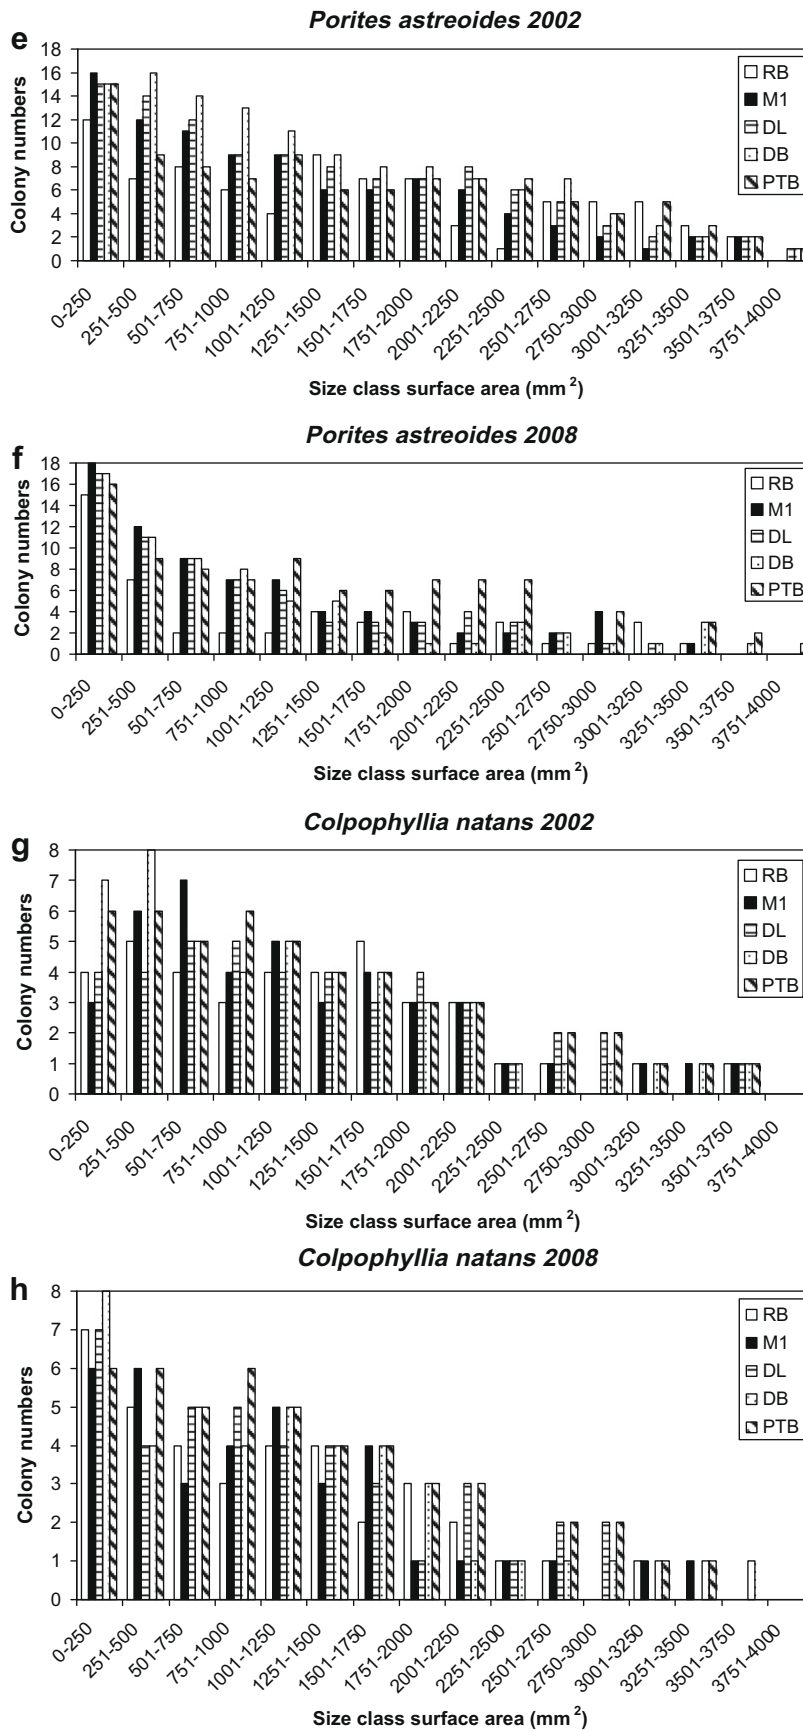 e
Porites astreoides 2002
Colony numbers
18
16
14
12
10
8
6
4
2
0
RB
M1
DL
DB
PTB
0-250
251-500
501-750
751-1000
1001-1250
1251-1500
1501-1750
1751-2000
2001-2250
2251-2500
2501-2750
2750-3000
3001-3250
3251-3500
3501-3750
3751-4000
Size class surface area (mm²)
f
Porites astreoides 2008
Colony numbers
18
16
14
12
10
8
6
4
2
0
RB
M1
DL
DB
PTB
0-250
251-500
501-750
751-1000
1001-1250
1251-1500
1501-1750
1751-2000
2001-2250
2251-2500
2501-2750
2750-3000
3001-3250
3251-3500
3501-3750
3751-4000
Size class surface area (mm²)
g
Colpophyllia natans 2002
Colony numbers
8
7
6
5
4
3
2
1
0
RB
M1
DL
DB
PTB
0-250
251-500
501-750
751-1000
1001-1250
1251-1500
1501-1750
1751-2000
2001-2250
2251-2500
2501-2750
2750-3000
3001-3250
3251-3500
3501-3750
3751-4000
Size class surface area (mm²)
h
Colpophyllia natans 2008
Colony numbers
8
7
6
5
4
3
2
1
0
RB
M1
DL
DB
PTB
0-250
251-500
501-750
751-1000
1001-1250
1251-1500
1501-1750
1751-2000
2001-2250
2251-2500
2501-2750
2750-3000
3001-3250
3251-3500
3501-3750
3751-4000
Size class surface area (mm²)